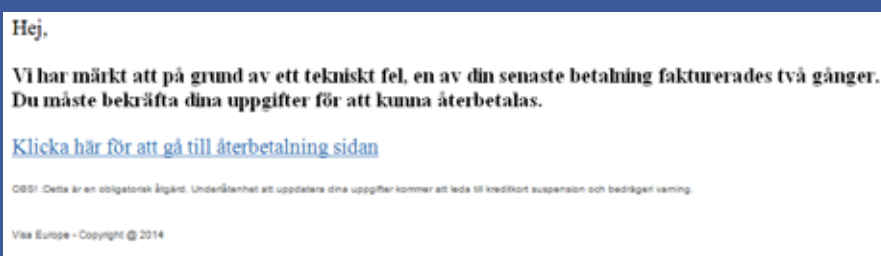 Hej,
Vi har märkt att på grund av ett tekniskt fel, en av din senaste betalning fakturerades två gånger.
Du måste bekräfta dina uppgifter för att kunna återbetalas.
Klicka här för att gå till återbetalning sidan
OBS! :Detta är en obligatorisk åtgärd. Underlåtenhet att uppdatera dina uppgifter kommer att leda till kreditkort suspension och bedrägeri varning.
Visa Europe - Copyright @ 2014